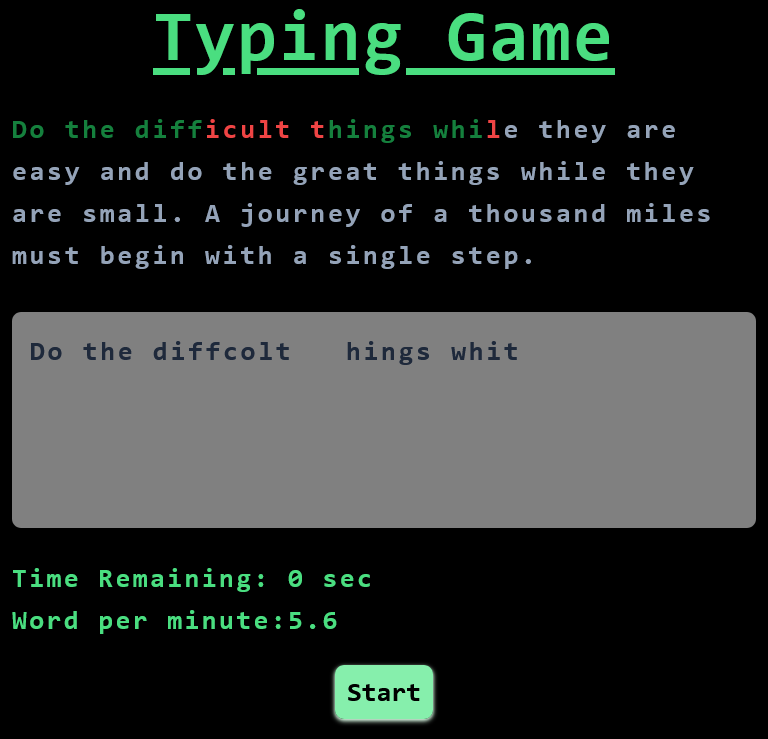 Typing Game
Do the difficult things while they are
easy and do the great things while they
are small. A journey of a thousand miles
must begin with a single step.
Do the diffcolt   hings whit
Time Remaining: 0 sec
Word per minute:5.6
Start